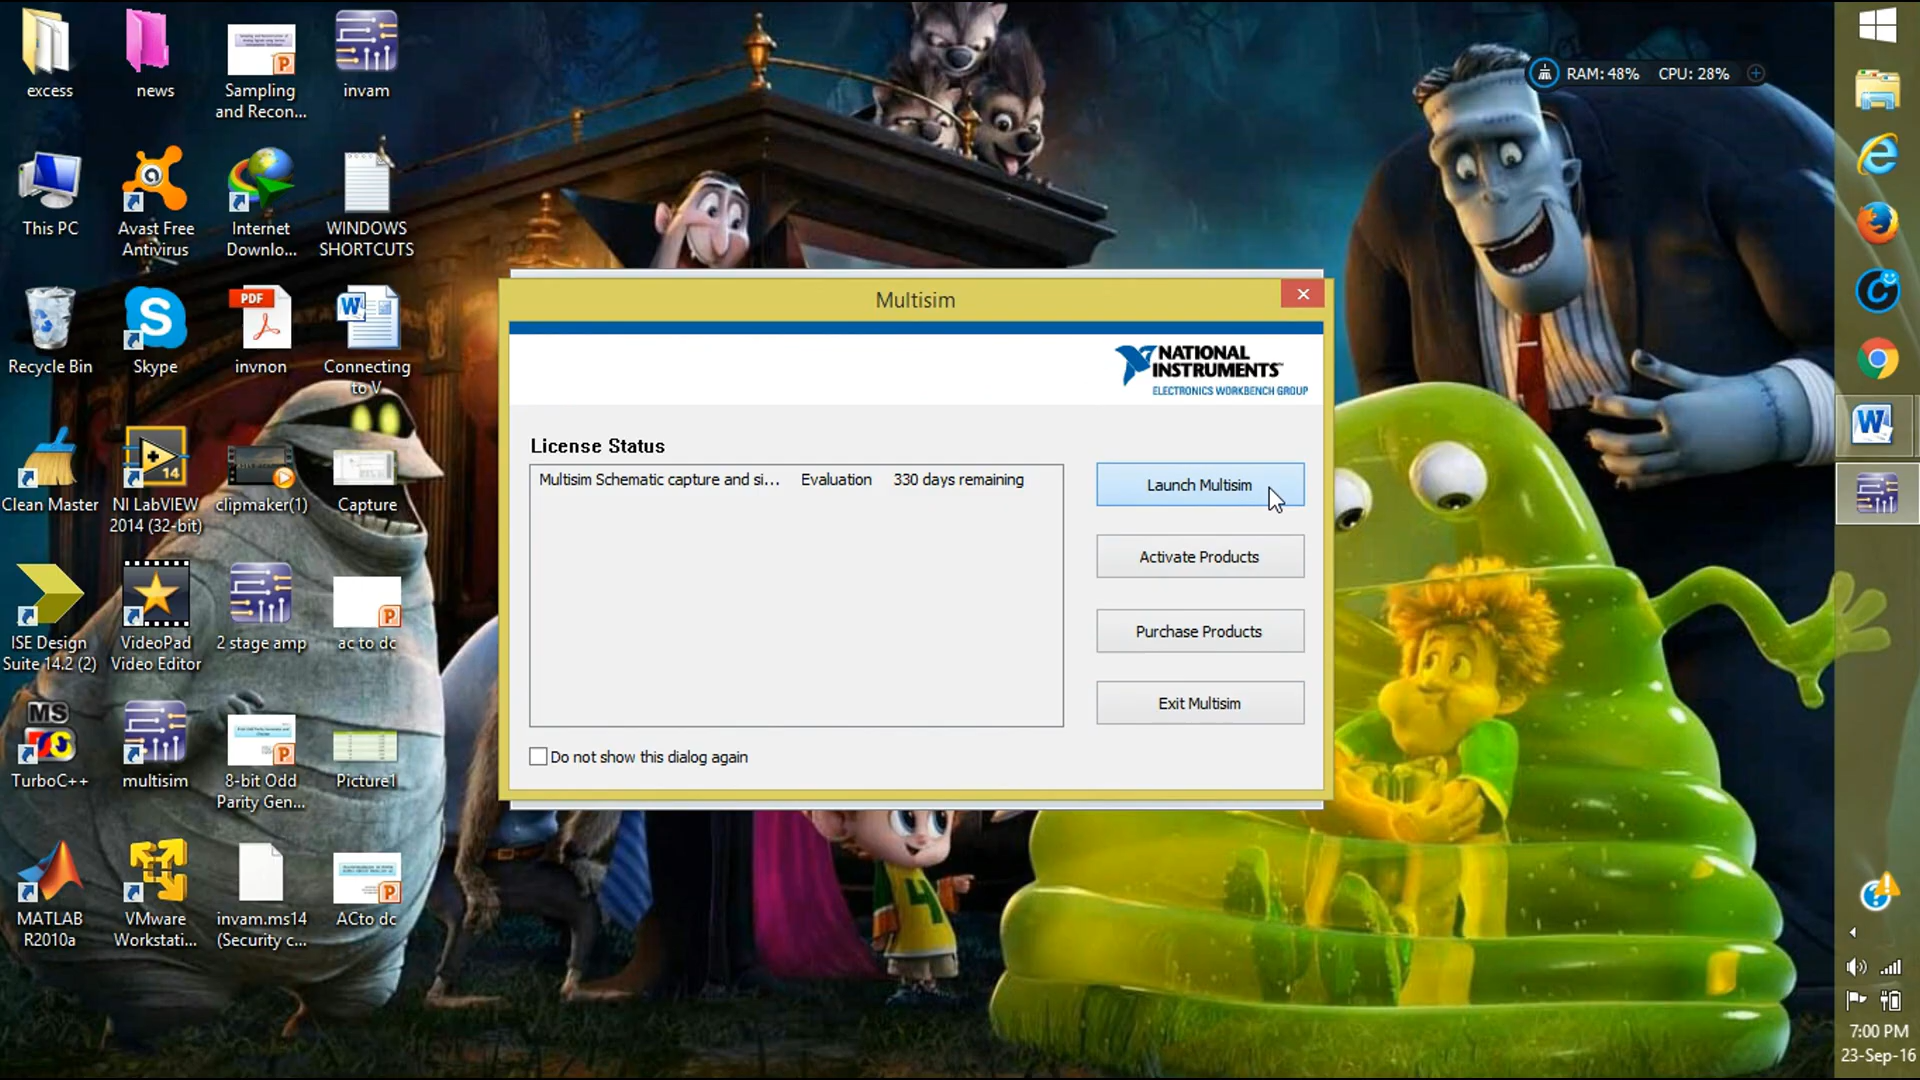 excess
news
Sampling
and Recon...
invam
RAM: 48% CPU: 28%
This PC
Avast Free
Antivirus
Internet
Downlo...
WINDOWS
SHORTCUTS
PDF
Recycle Bin
Skype
invnon
Connecting
to V
Multisim
NATIONAL
INSTRUMENTS™
ELECTRONICS WORKBENCH GROUP
License Status
Multisim Schematic capture and si... Evaluation 330 days remaining
Launch Multisim
Activate Products
Purchase Products
Exit Multisim
Do not show this dialog again
14
Clean Master
NI LabVIEW
2014 (32-bit)
clipmaker(1)
Capture
ISE Design
Suite 14.2 (2)
VideoPad
Video Editor
2 stage amp
ac to dc
MS
TurboC++
multisim
8-bit Odd
Parity Gen...
Picture1
MATLAB
R2010a
VMware
Workstati...
invam.ms14
(Security c...
ACto dc
4
7:00 PM
23-Sep-16